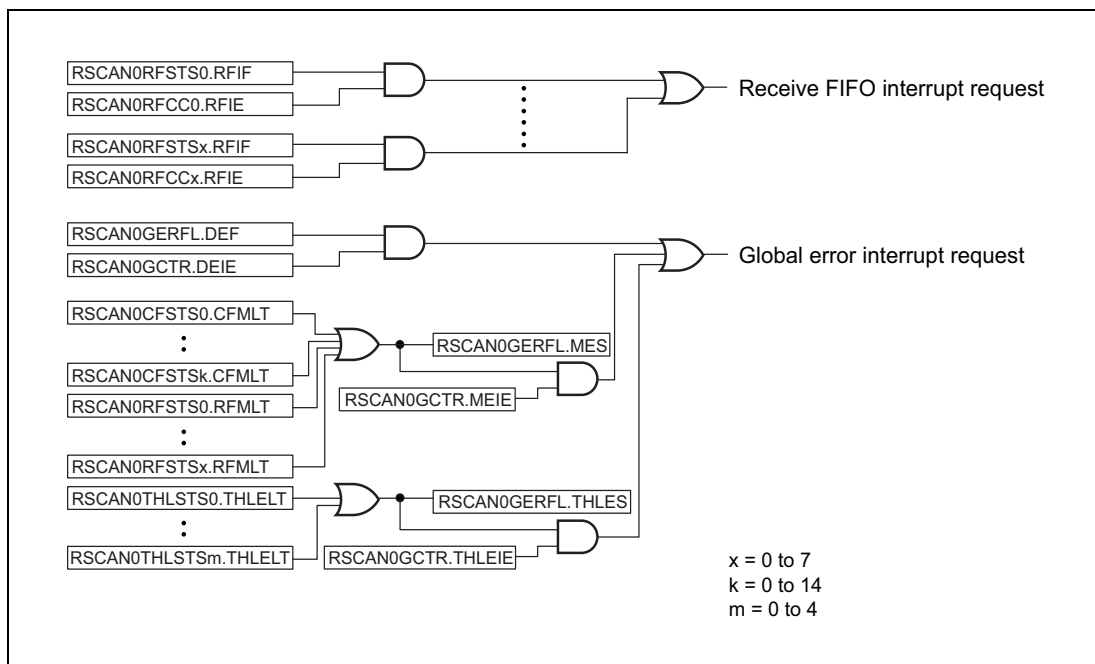 RSCAN0RFSTS0.RFIF
RSCAN0RFCC0.RFIE
Receive FIFO interrupt request
RSCAN0RFSTSx.RFIF
RSCAN0RFCCx.RFIE
RSCAN0GERFL.DEF
RSCAN0GCTR.DEIE
Global error interrupt request
RSCAN0CFSTS0.CFMLT
RSCAN0GERFL.MES
RSCAN0CFSTSk.CFMLT
RSCAN0GCTR.MEIE
RSCAN0RFSTS0.RFMLT
RSCAN0RFSTSx.RFMLT
RSCAN0THLSTS0.THLELT
RSCAN0GERFL.THLES
RSCAN0THLSTSm.THLELT
RSCAN0GCTR.THLEIE
x = 0 to 7
k = 0 to 14
m = 0 to 4